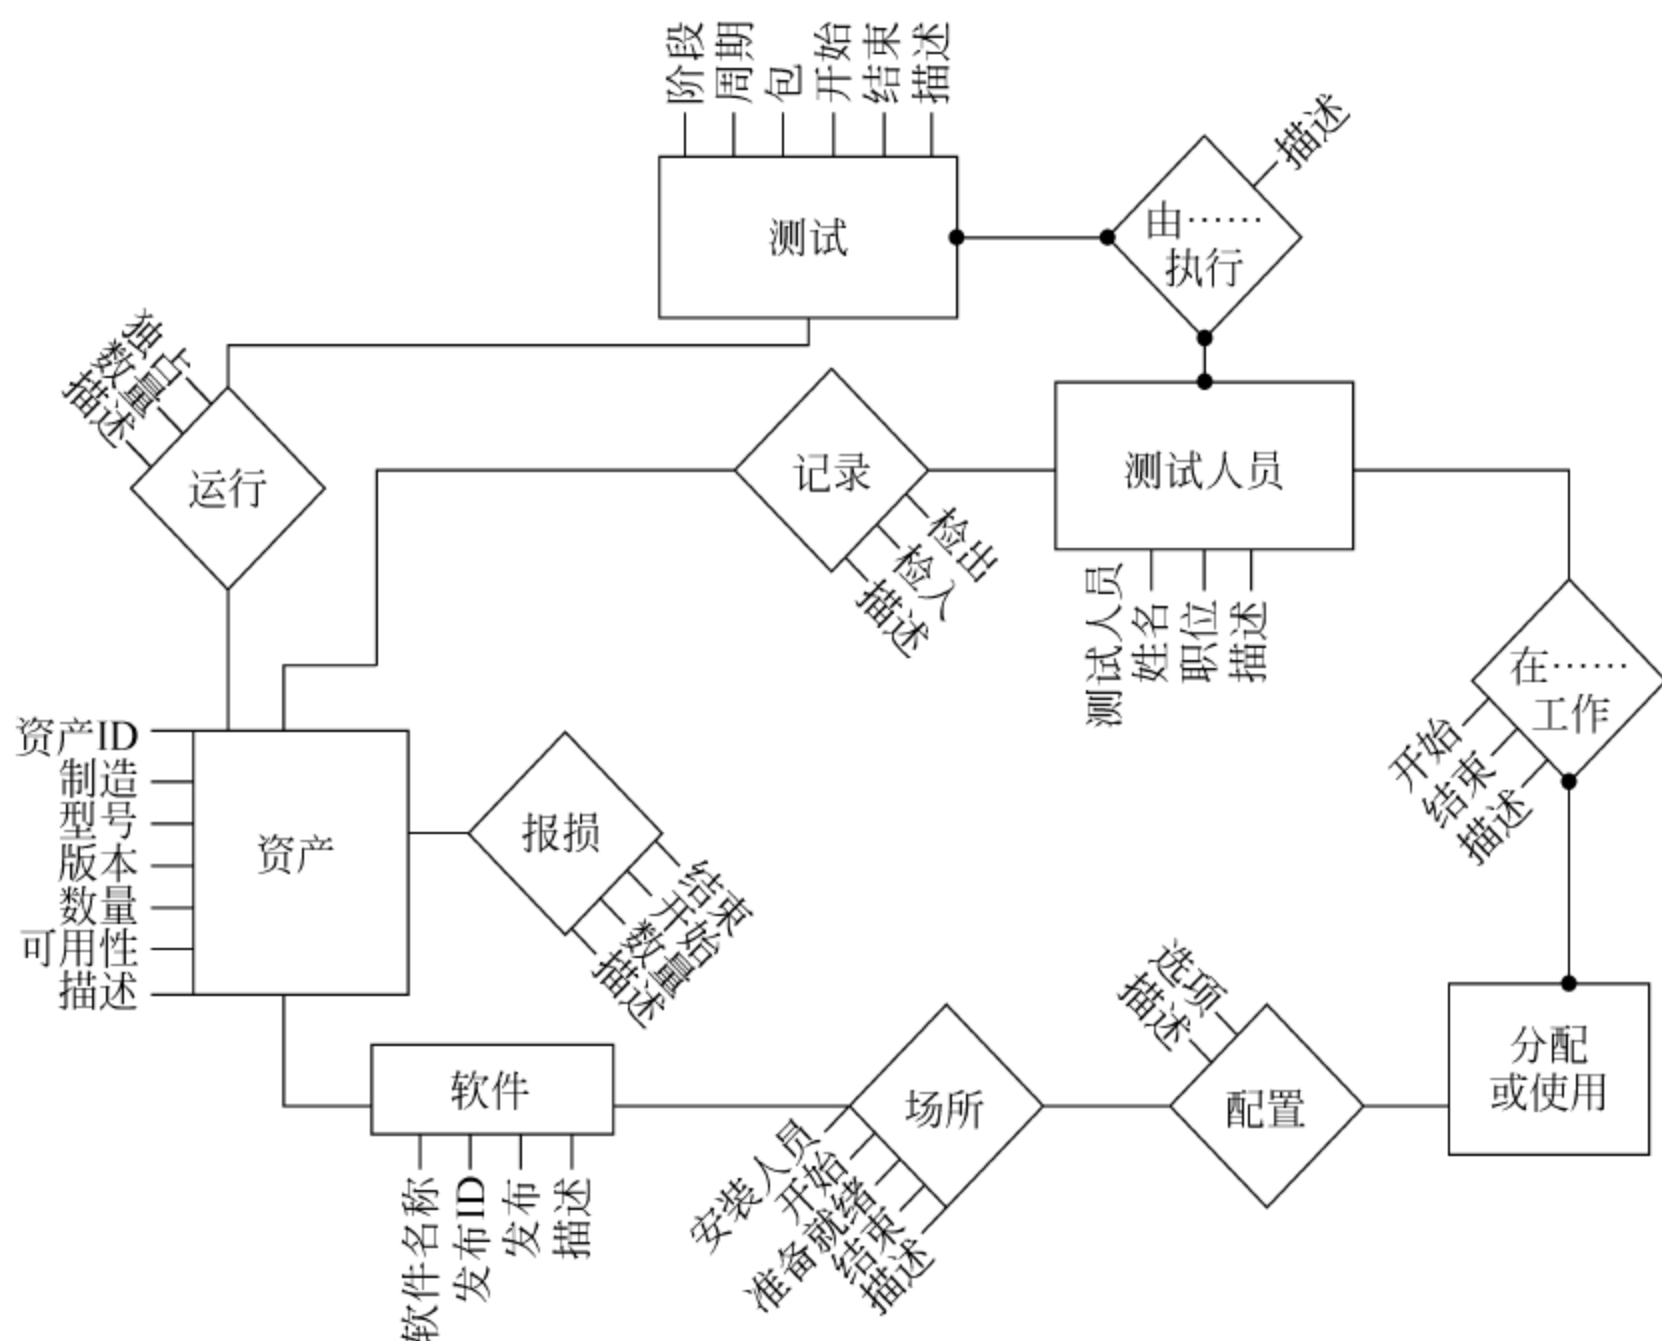 阶段
周期
包
开始
结束
描述
测试
由……
执行
描述
独占
数量
描述
运行
记录
检出
检入
描述
测试人员
测试人员
姓名
职位
描述
在……
工作
开始
结束
描述
资产ID
制造
型号
版本
数量
可用性
描述
资产
报损
结束
开始
数量
描述
软件
软件名称
发布ID
发布
描述
场所
安装人员
开始
准备就绪
结束
描述
选项
描述
配置
分配
或使用